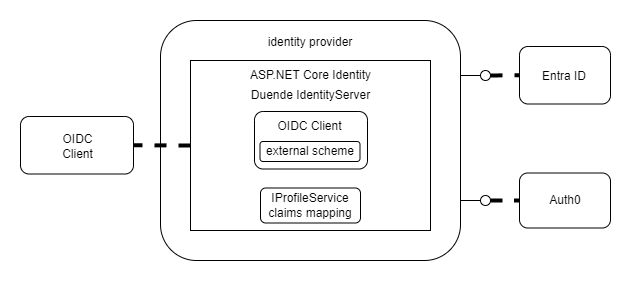 identity provider
ASP.NET Core Identity
Duende IdentityServer
OIDC Client
external scheme
IProfileService
claims mapping
OIDC
Client
Entra ID
Auth0